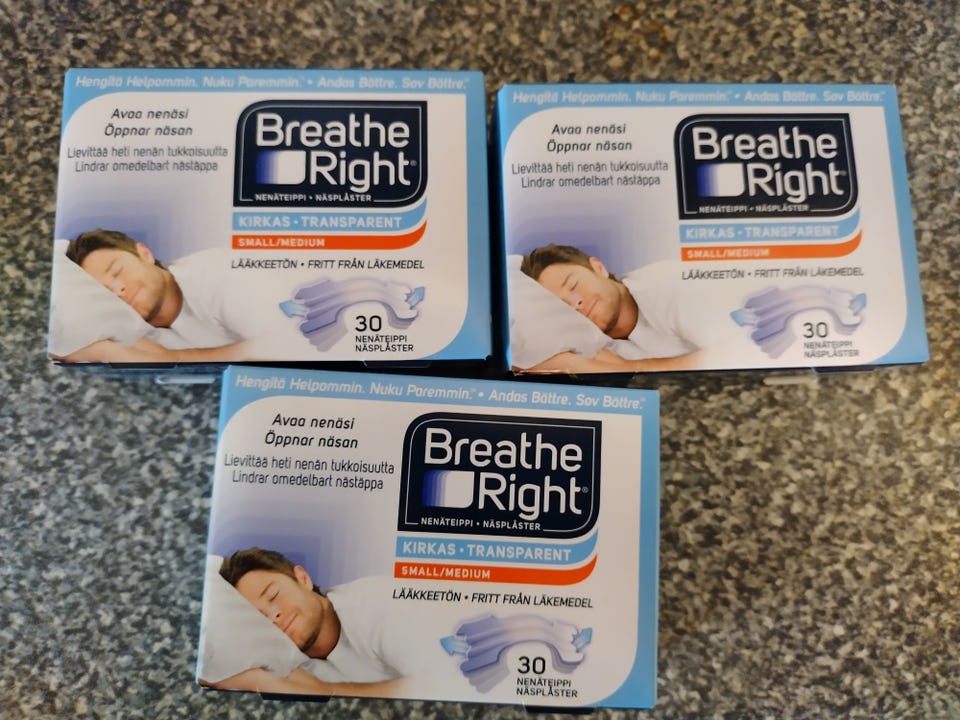 Hengitä Helpommin. Nuku Paremmin.™ • Andas Bättre. Sov Bättre.™
Avaa nenäsi
Öppnar näsan
Lievittää heti nenän tukkoisuutta
Lindrar omedelbart nästäppa
Breathe
Right®
NENÄTEIPPI • NÄSPLÅSTER
KIRKAS • TRANSPARENT
SMALL/MEDIUM
LÄÄKKEETÖN • FRITT FRÅN LÄKEMEDEL
30
NENÄTEIPPI
NÄSPLÅSTER
Hengitä Helpommin. Nuku Paremmin.™ • Andas Bättre. Sov Bättre.™
Avaa nenäsi
Öppnar näsan
Lievittää heti nenän tukkoisuutta
Lindrar omedelbart nästäppa
Breathe
Right®
NENÄTEIPPI • NÄSPLÅSTER
KIRKAS • TRANSPARENT
SMALL/MEDIUM
LÄÄKKEETÖN • FRITT FRÅN LÄKEMEDEL
30
NENÄTEIPPI
NÄSPLÅSTER
Hengitä Helpommin. Nuku Paremmin.™ • Andas Bättre. Sov Bättre.™
Avaa nenäsi
Öppnar näsan
Lievittää heti nenän tukkoisuutta
Lindrar omedelbart nästäppa
Breathe
Right®
NENÄTEIPPI • NÄSPLÅSTER
KIRKAS • TRANSPARENT
SMALL/MEDIUM
LÄÄKKEETÖN • FRITT FRÅN LÄKEMEDEL
30
NENÄTEIPPI
NÄSPLÅSTER